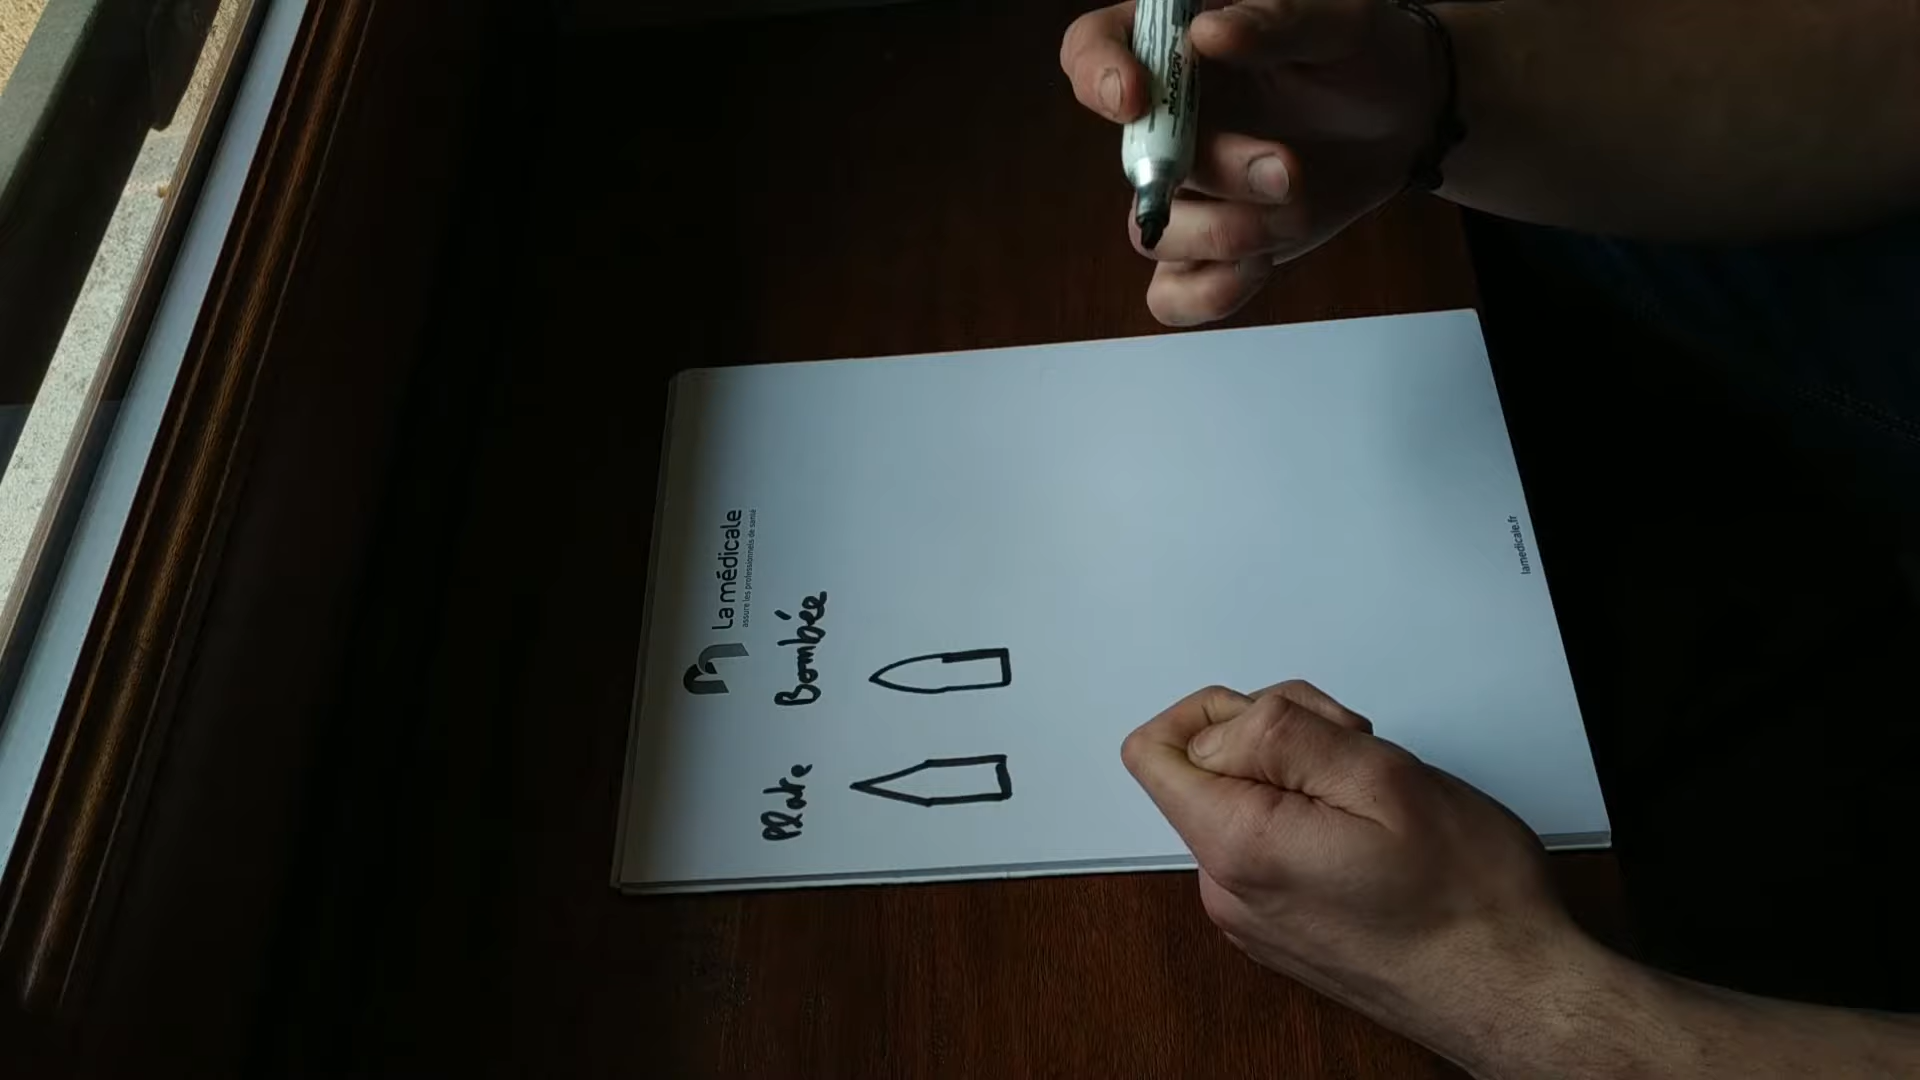 La médicale
assure les professionnels de santé
Plate Bombée
lamedicale.fr